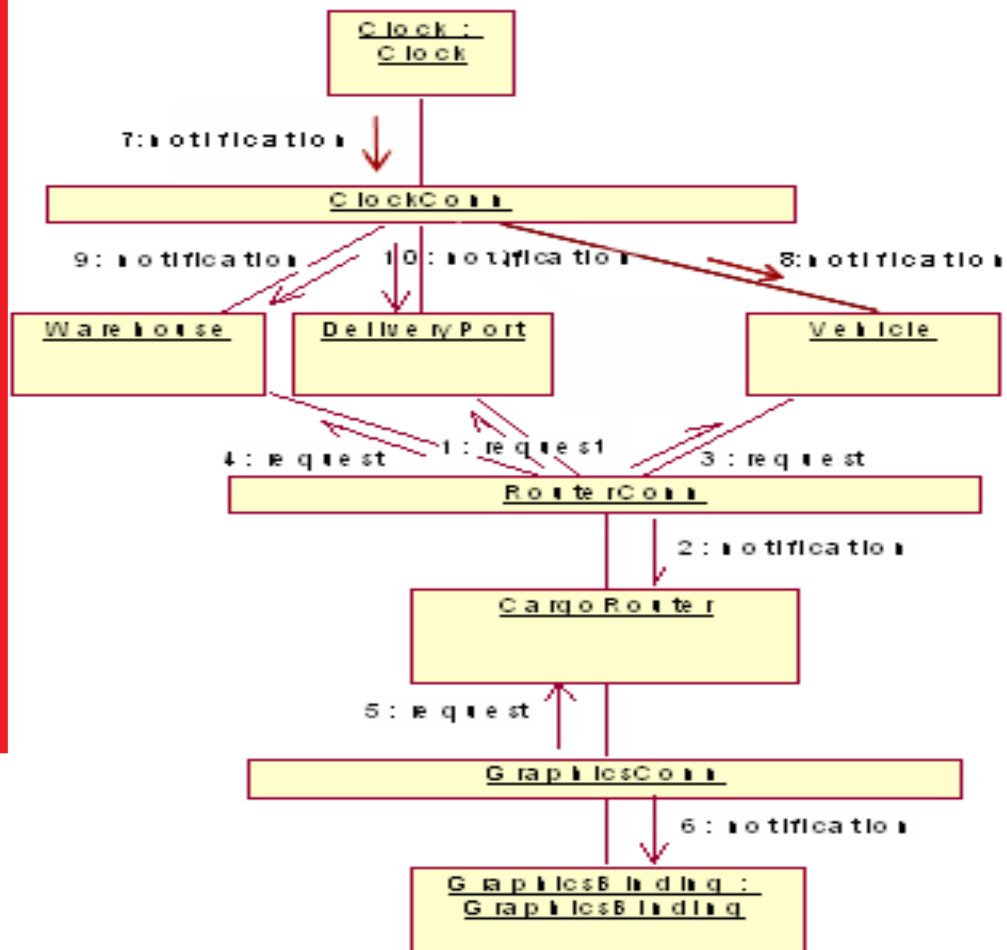 Clock :
Clock
7:notification
ClockConn
9: notification
10: notification
8:notification
Warehouse
DeliveryPort
Vehicle
4: request
1: request
3: request
RouterConn
2: notification
CargoRouter
5: request
GraphicsConn
6: notification
GraphicsBinding :
GraphicsBinding